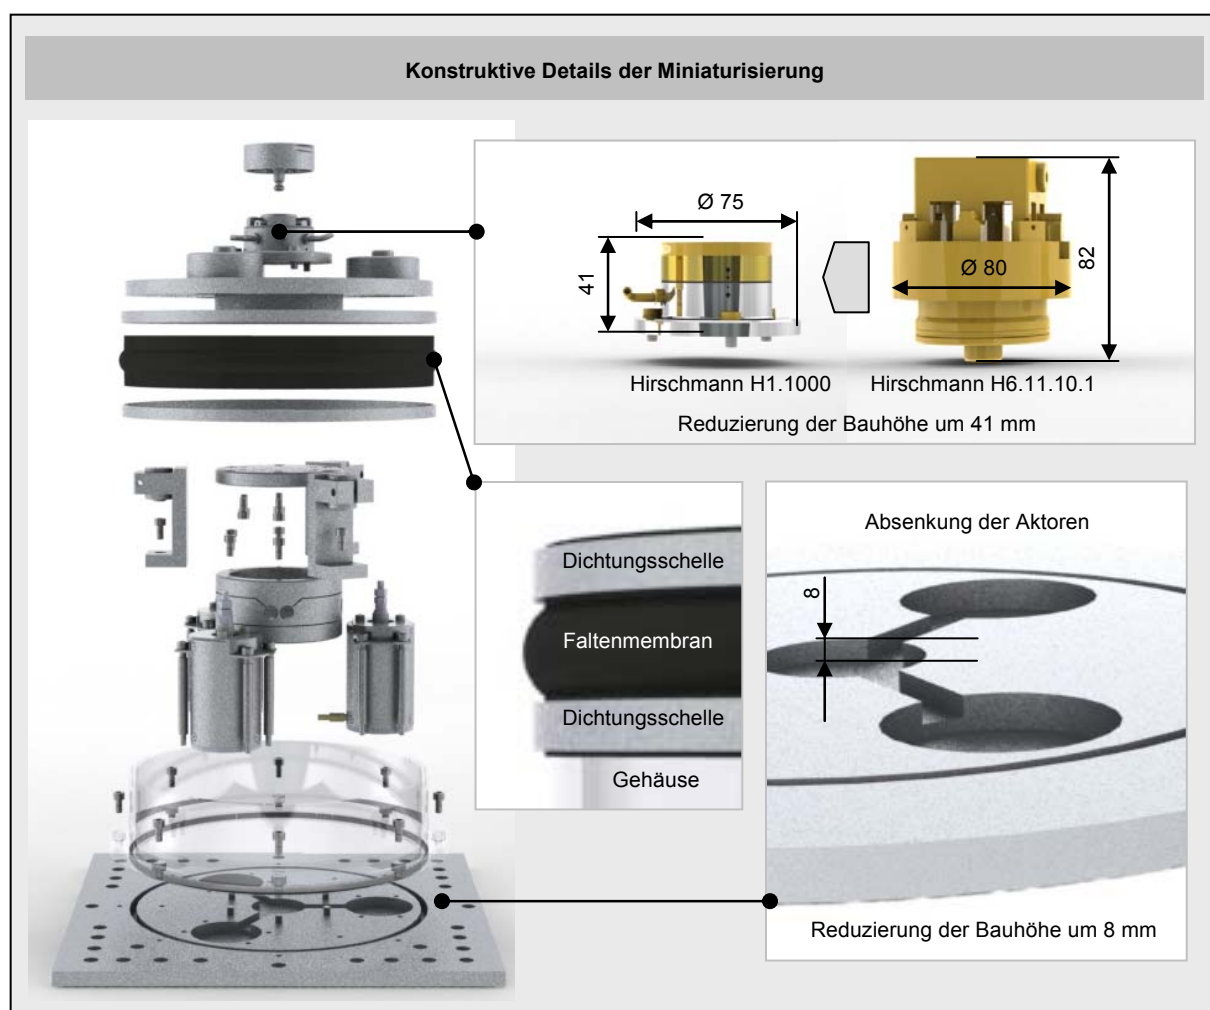 Konstruktive Details der Miniaturisierung
Ø 75
41
Ø 80
82
Hirschmann H1.1000
Hirschmann H6.11.10.1
Reduzierung der Bauhöhe um 41 mm
Dichtungsschelle
Faltenmembran
Dichtungsschelle
Gehäuse
Absenkung der Aktoren
8
Reduzierung der Bauhöhe um 8 mm